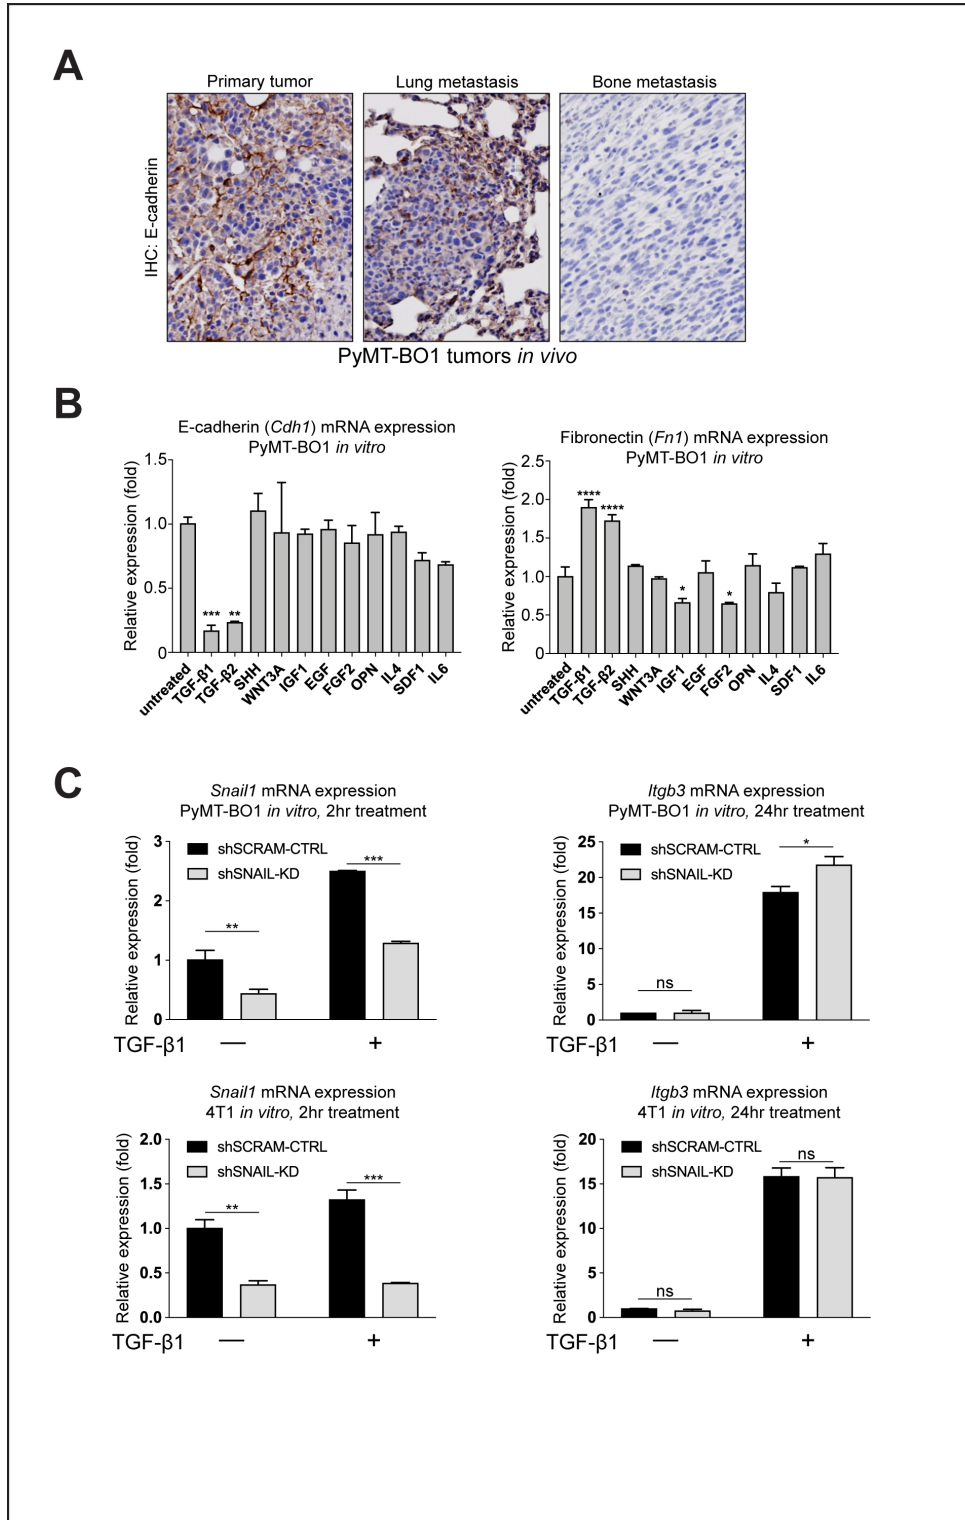 A
Primary tumor
Lung metastasis
Bone metastasis
IHC: E-cadherin
PyMT-BO1 tumors in vivo
B
E-cadherin (Cdh1) mRNA expression
PyMT-BO1 in vitro
Relative expression (fold)
1.5
1.0
0.5
0
*** **
untreated
TGF-β1
TGF-β2
SHH
WNT3A
IGF1
EGF
FGF2
OPN
IL4
SDF1
IL6
Fibronectin (Fn1) mRNA expression
PyMT-BO1 in vitro
Relative expression (fold)
2.5
2.0
1.5
1.0
0.5
0
**** **** * *
untreated
TGF-β1
TGF-β2
SHH
WNT3A
IGF1
EGF
FGF2
OPN
IL4
SDF1
IL6
C
Snail1 mRNA expression
PyMT-BO1 in vitro, 2hr treatment
Relative expression (fold)
3
2
1
0
shSCRAM-CTRL
shSNAIL-KD
** ***
TGF-β1 — +
Itgb3 mRNA expression
PyMT-BO1 in vitro, 24hr treatment
Relative expression (fold)
25
20
15
10
5
0
shSCRAM-CTRL
shSNAIL-KD
ns *
TGF-β1 — +
Snail1 mRNA expression
4T1 in vitro, 2hr treatment
Relative expression (fold)
2.0
1.5
1.0
0.5
0.0
shSCRAM-CTRL
shSNAIL-KD
** ***
TGF-β1 — +
Itgb3 mRNA expression
4T1 in vitro, 24hr treatment
Relative expression (fold)
20
15
10
5
0
shSCRAM-CTRL
shSNAIL-KD
ns ns
TGF-β1 — +